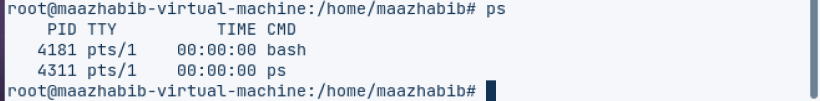 root@maazhabib-virtual-machine:/home/maazhabib# ps
    PID TTY          TIME CMD
   4181 pts/1    00:00:00 bash
   4311 pts/1    00:00:00 ps
root@maazhabib-virtual-machine:/home/maazhabib#